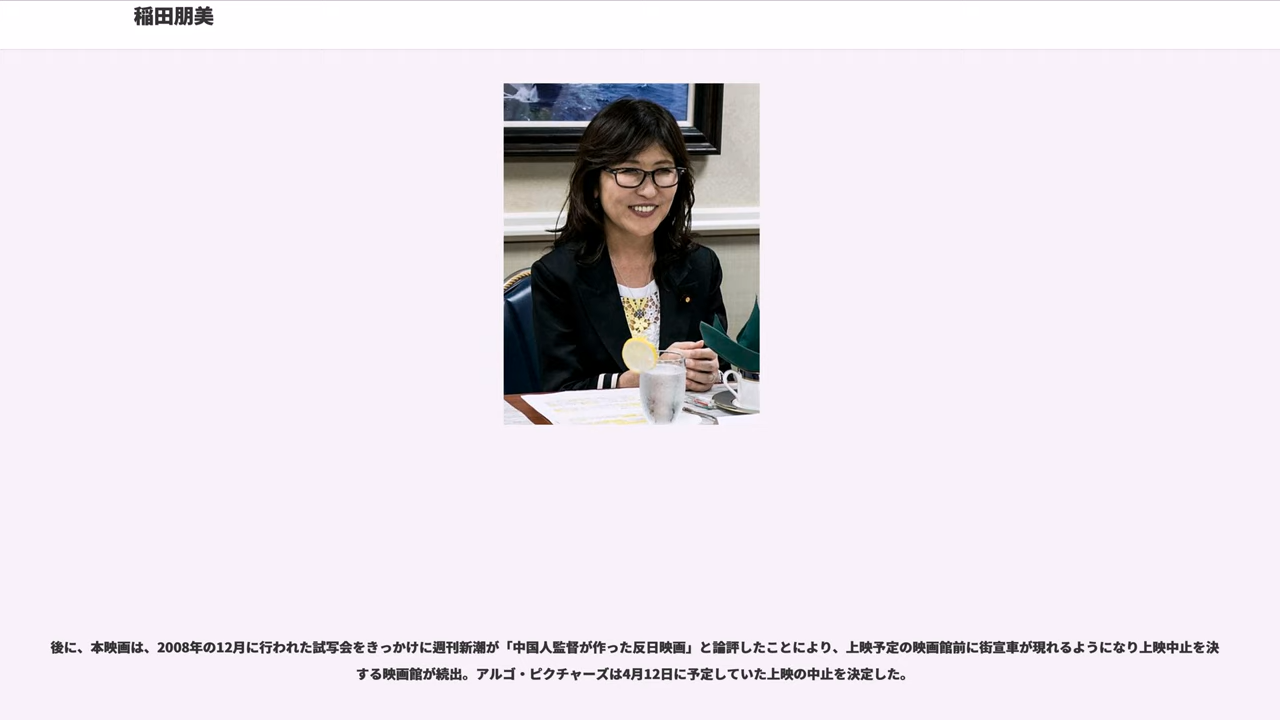 稲田朋美
後に、本映画は、2008年の12月に行われた試写会をきっかけに週刊新潮が「中国人監督が作った反日映画」と論評したことにより、上映予定の映画館前に街宣車が現れるようになり上映中止を決
する映画館が続出。アルゴ・ピクチャーズは4月12日に予定していた上映の中止を決定した。